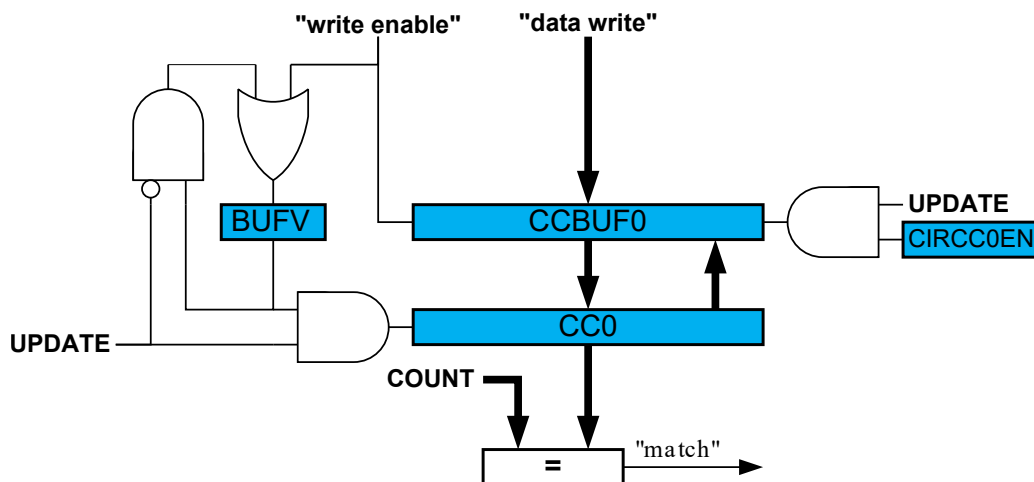 "write enable" "data write"
UPDATE
BUFV CCBUF0
CIRCC0EN
CC0
UPDATE
COUNT
"match"
=